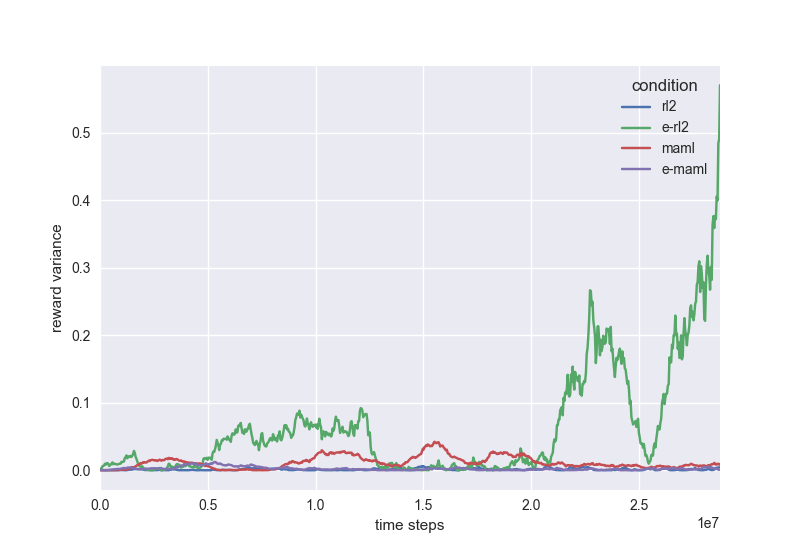 condition
rl2
e-rl2
maml
e-maml
0.5
0.4
0.3
0.2
0.1
0.0
reward variance
0.0 0.5 1.0 1.5 2.0 2.5
1e7
time steps